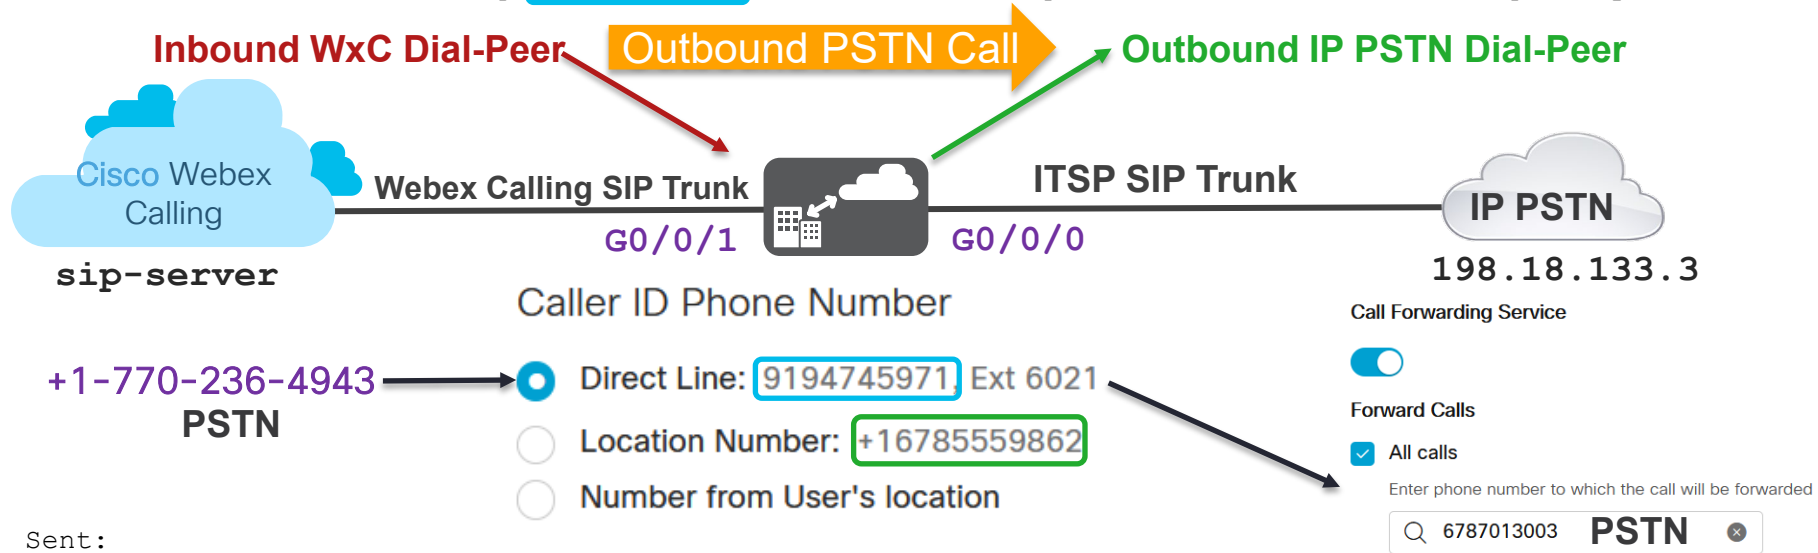 Inbound WxC Dial-Peer
Outbound PSTN Call
Outbound IP PSTN Dial-Peer
Cisco Webex
Calling
Webex Calling SIP Trunk
ITSP SIP Trunk
IP PSTN
G0/0/1
G0/0/0
sip-server
198.18.133.3
Caller ID Phone Number
Call Forwarding Service
+1-770-236-4943
PSTN
Direct Line: 9194745971, Ext 6021
Location Number: +16785559862
Number from User's location
Forward Calls
All calls
Enter phone number to which the call will be forwarded
6787013003 PSTN
Sent: